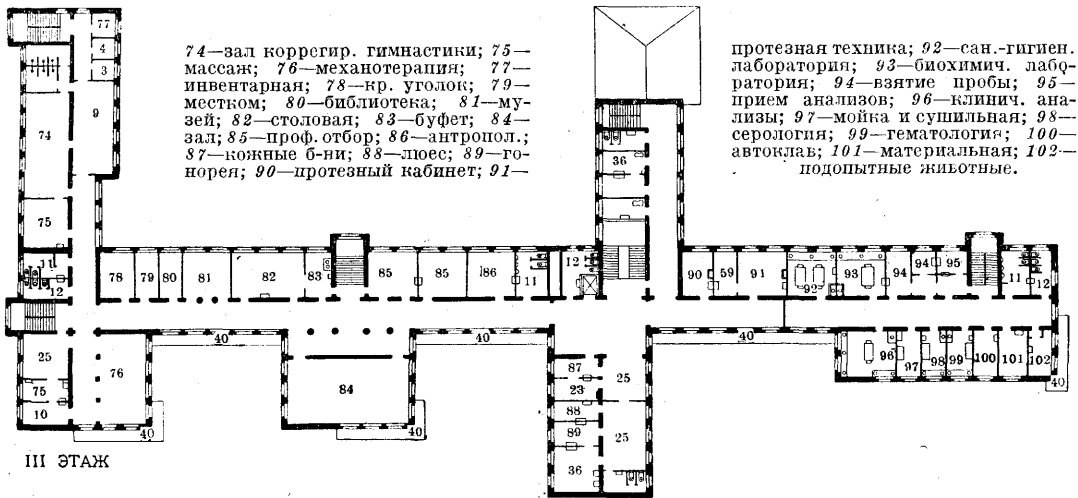 74—зал коррегир. гимнастики; 75—
массаж; 76—механотерапия; 77—
инвентарная; 78—кр. уголок; 79—
местком; 80—библиотека; 81—му-
зей; 82—столовая; 83—буфет; 84—
зал; 85—проф. отбор; 86—антропол.;
87—кожные б-ни; 88—люес; 89—го-
норея; 90—протезный кабинет; 91—
протезная техника; 92—сан.-гигиен.
лаборатория; 93—биохимич. лабо-
ратория; 94—взятие пробы; 95—
прием анализов; 96—клинич. ана-
лизы; 97—мойка и сушильная; 98—
серология; 99—гематология; 100—
автоклав; 101—материальная; 102—
подопытные животные.
77
4
3
9
74
75
11
12
78 79 80 81 82 83 85 85 86 11 12
36
90 59 91 92 93 94 94 95 11 12
25
75
10
76
40
40
84
40
40
87
23
88
89
36
25
25
40
96 97 98 99 100 101 102
40
III ЭТАЖ